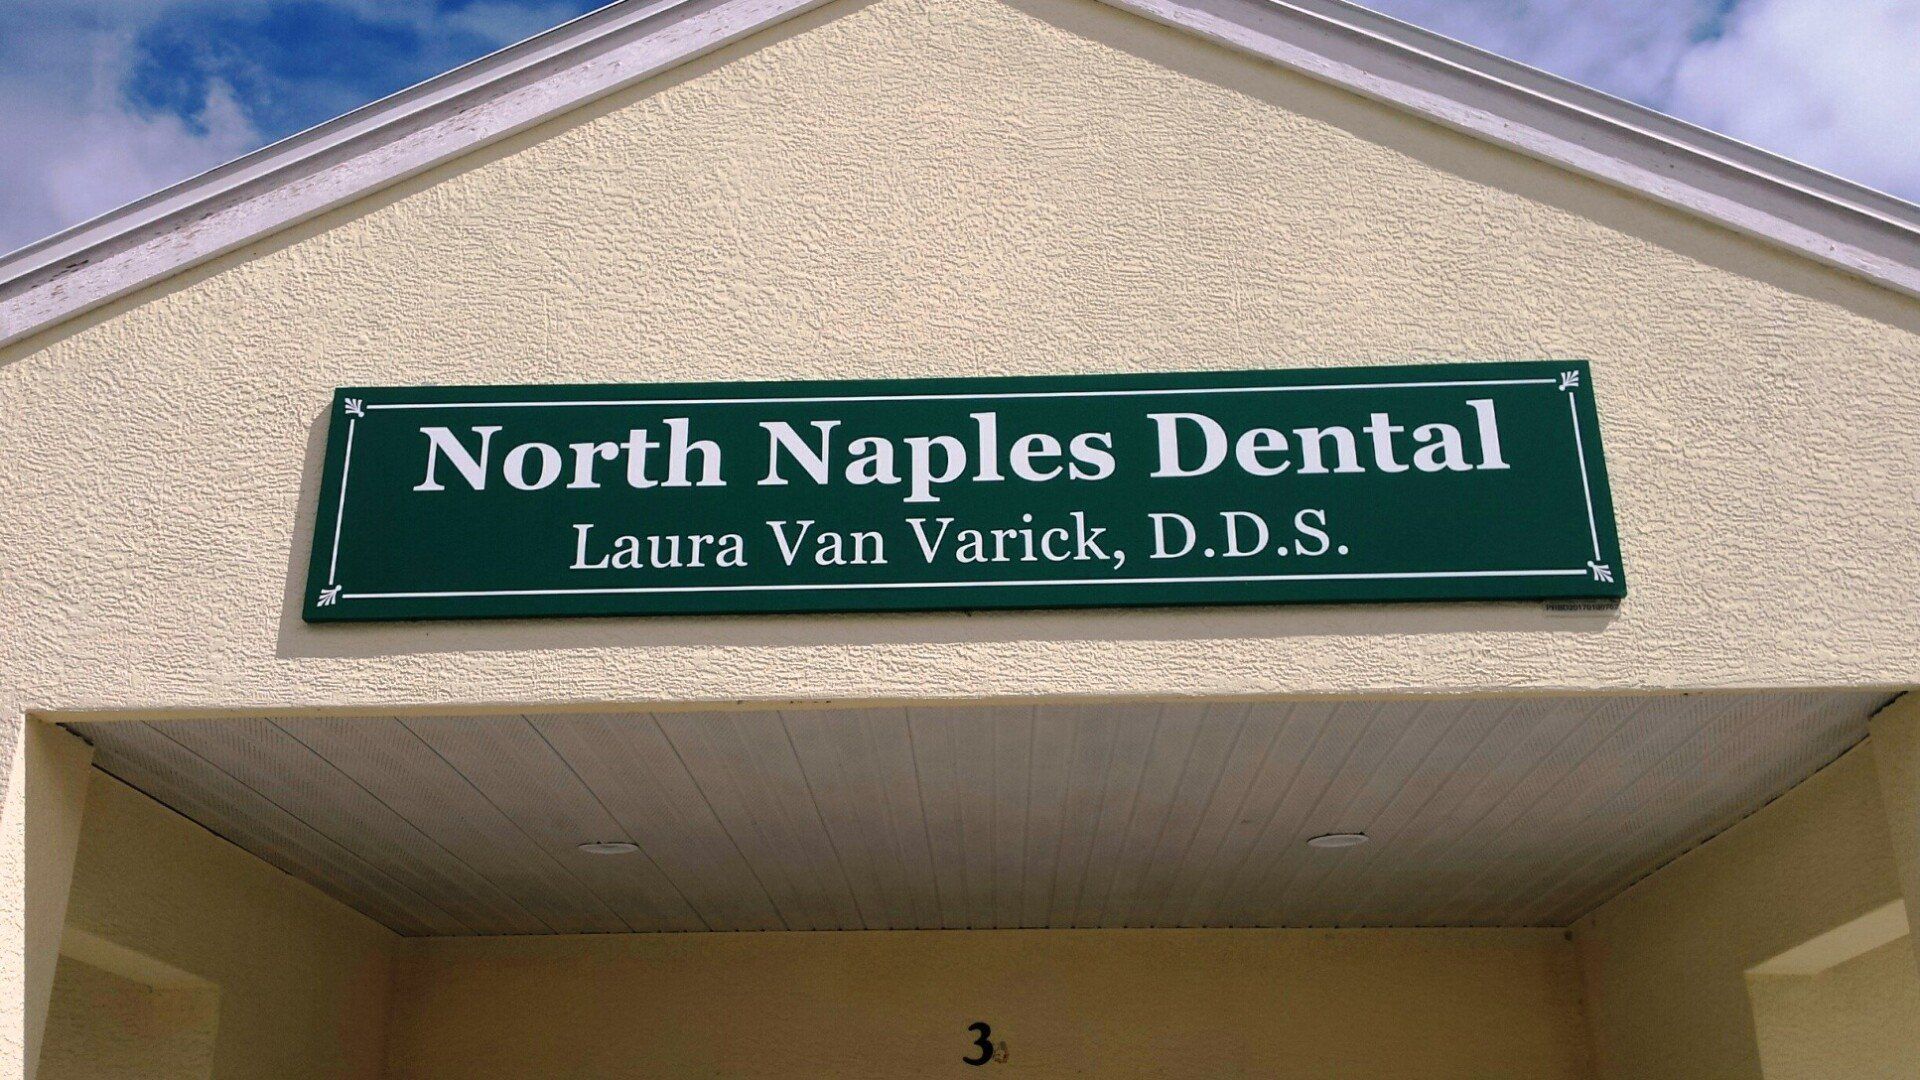 North Naples Dental
Laura Van Varick, D.D.S.
3